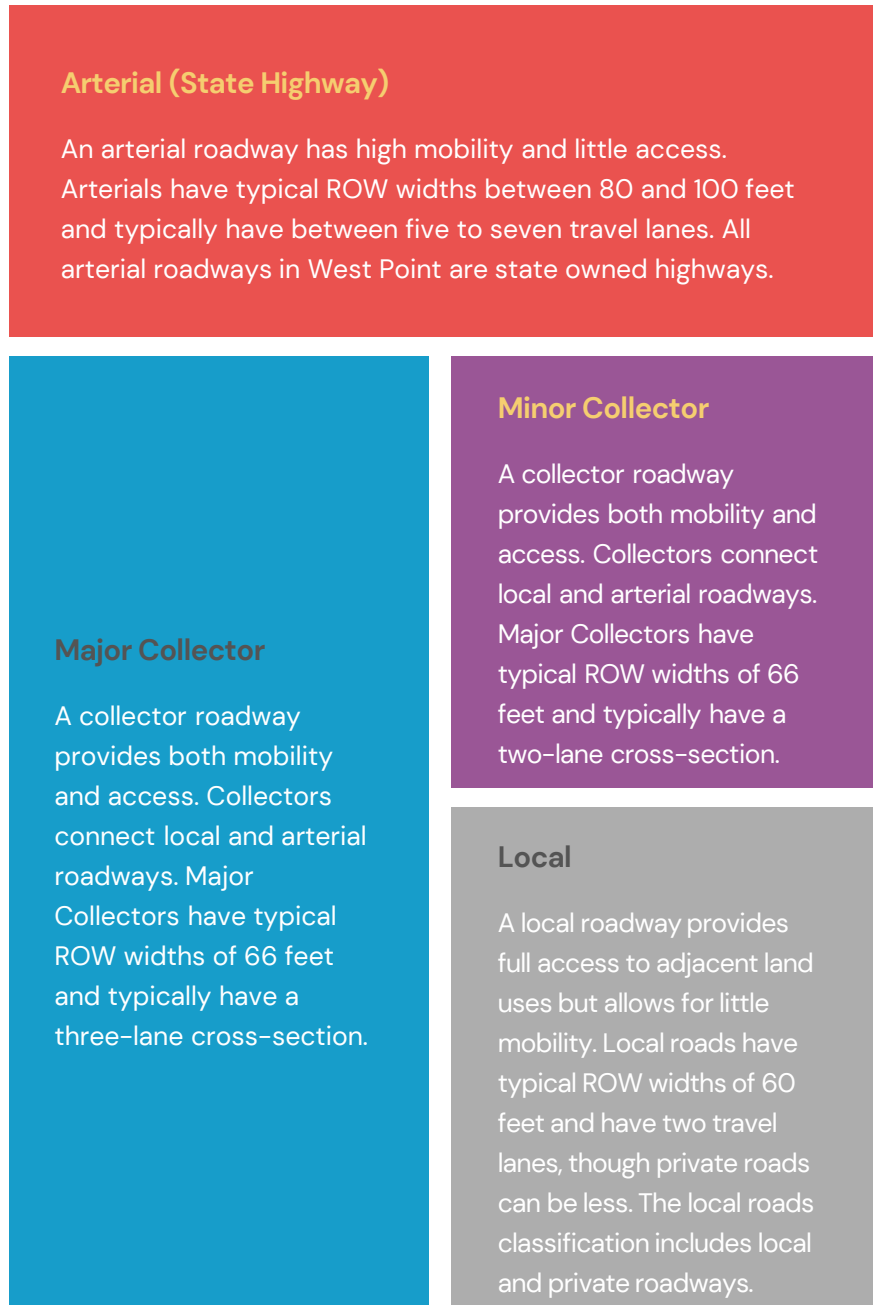 Arterial (State Highway)
An arterial roadway has high mobility and little access.
Arterials have typical ROW widths between 80 and 100 feet
and typically have between five to seven travel lanes. All
arterial roadways in West Point are state owned highways.
Major Collector
A collector roadway
provides both mobility
and access. Collectors
connect local and arterial
roadways. Major
Collectors have typical
ROW widths of 66 feet
and typically have a
three-lane cross-section.
Minor Collector
A collector roadway
provides both mobility and
access. Collectors connect
local and arterial roadways.
Major Collectors have
typical ROW widths of 66
feet and typically have a
two-lane cross-section.
Local
A local roadway provides
full access to adjacent land
uses but allows for little
mobility. Local roads have
typical ROW widths of 60
feet and have two travel
lanes, though private roads
can be less. The local roads
classification includes local
and private roadways.